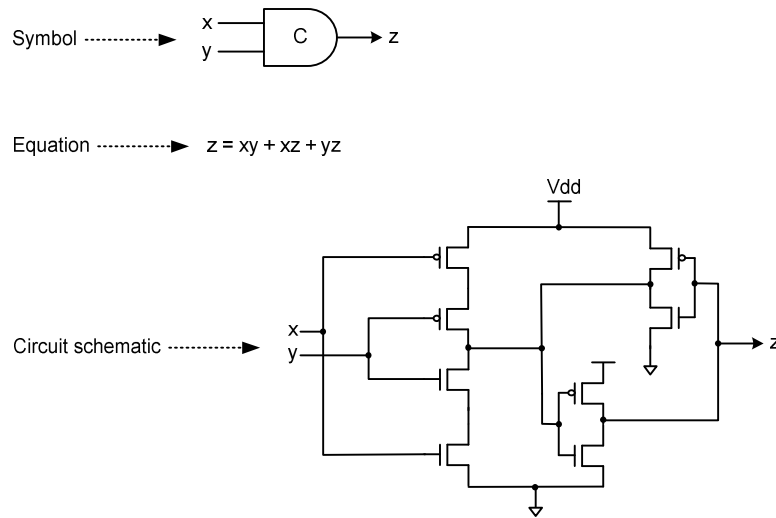 x
Symbol C z
y
Equation z = xy + xz + yz
Vdd
x
Circuit schematic y z